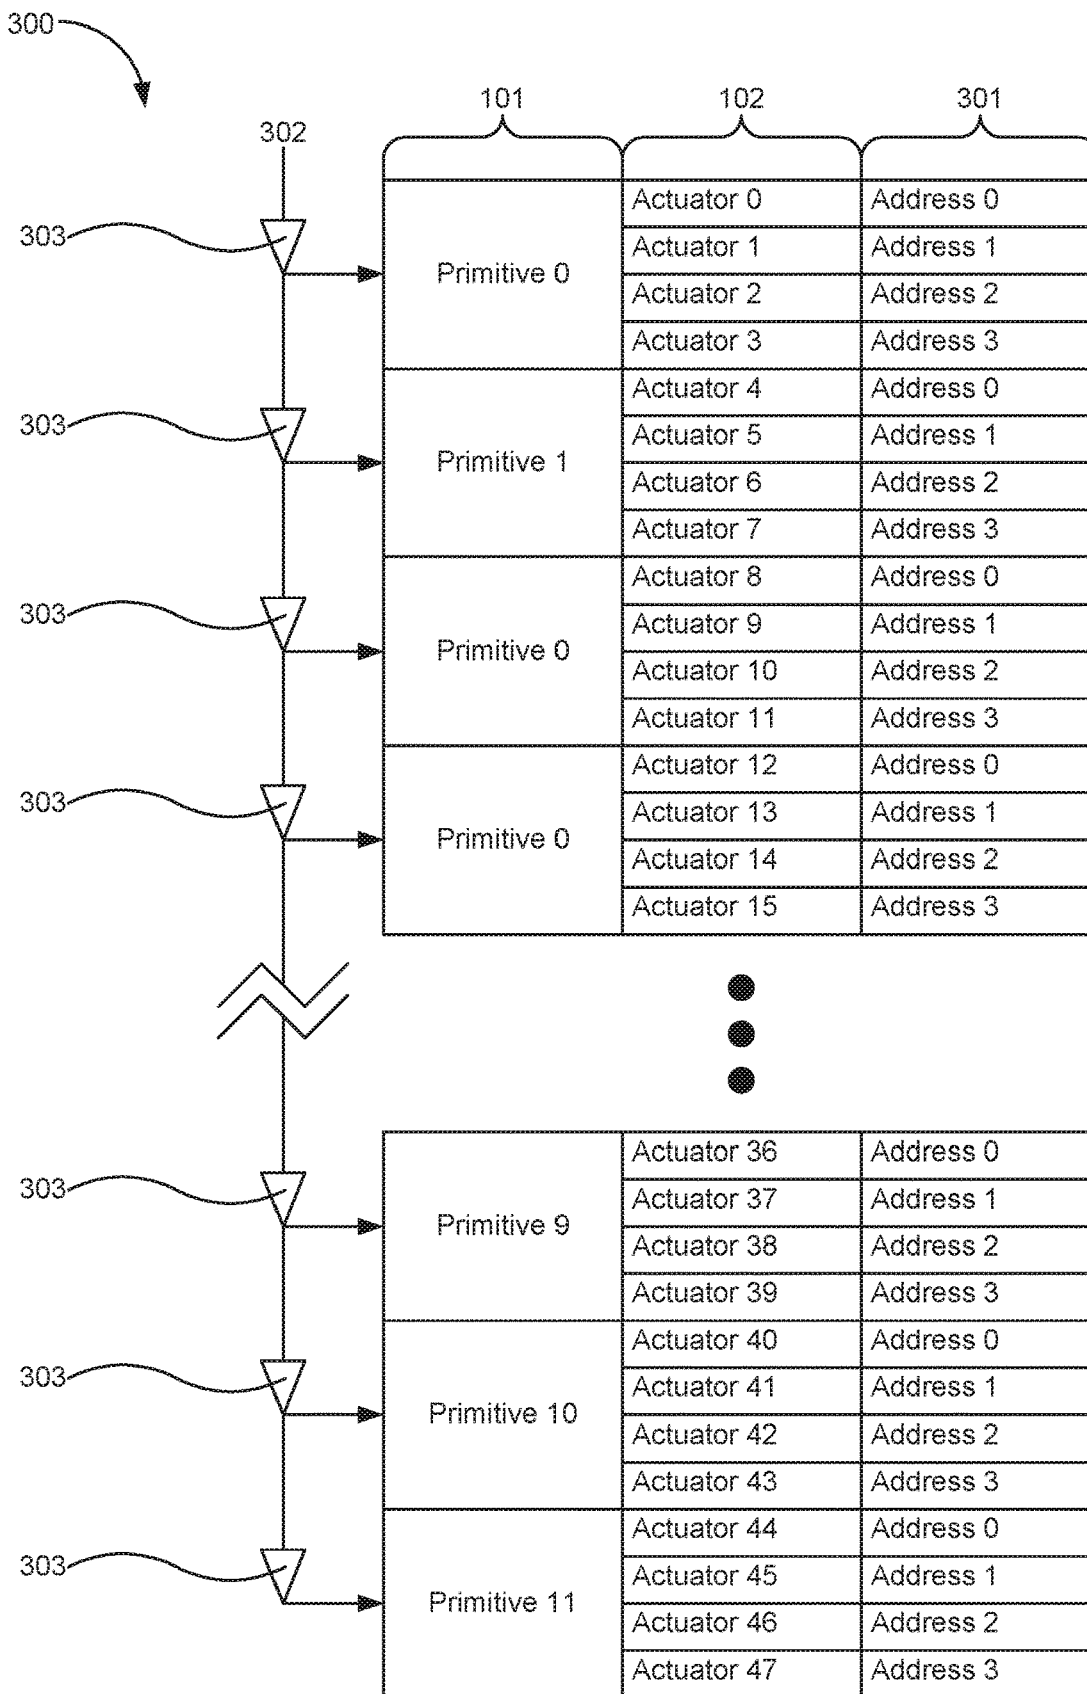 300
101 102 301
302
Actuator 0 Address 0
303 Actuator 1 Address 1
Primitive 0
Actuator 2 Address 2
Actuator 3 Address 3
Actuator 4 Address 0
303 Actuator 5 Address 1
Primitive 1
Actuator 6 Address 2
Actuator 7 Address 3
Actuator 8 Address 0
303 Actuator 9 Address 1
Primitive 0
Actuator 10 Address 2
Actuator 11 Address 3
Actuator 12 Address 0
303 Actuator 13 Address 1
Primitive 0
Actuator 14 Address 2
Actuator 15 Address 3
Actuator 36 Address 0
303 Actuator 37 Address 1
Primitive 9
Actuator 38 Address 2
Actuator 39 Address 3
Actuator 40 Address 0
303 Actuator 41 Address 1
Primitive 10
Actuator 42 Address 2
Actuator 43 Address 3
Actuator 44 Address 0
303 Actuator 45 Address 1
Primitive 11
Actuator 46 Address 2
Actuator 47 Address 3